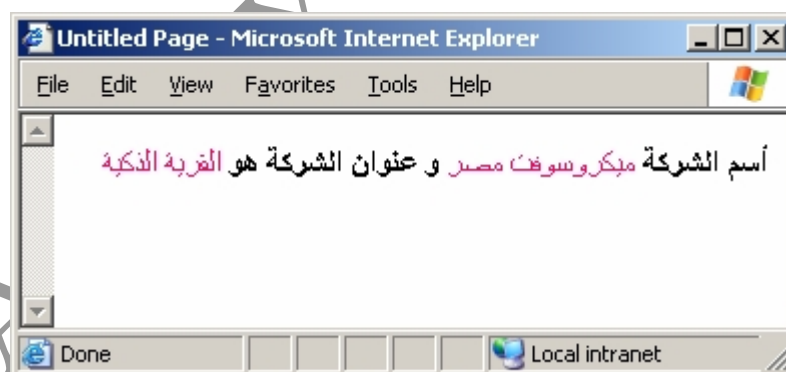 Untitled Page - Microsoft Internet Explorer
File Edit View Favorites Tools Help
أسم الشركة ميكروسوفت مصر و عنوان الشركة هو القرية الذكية
Done Local intranet